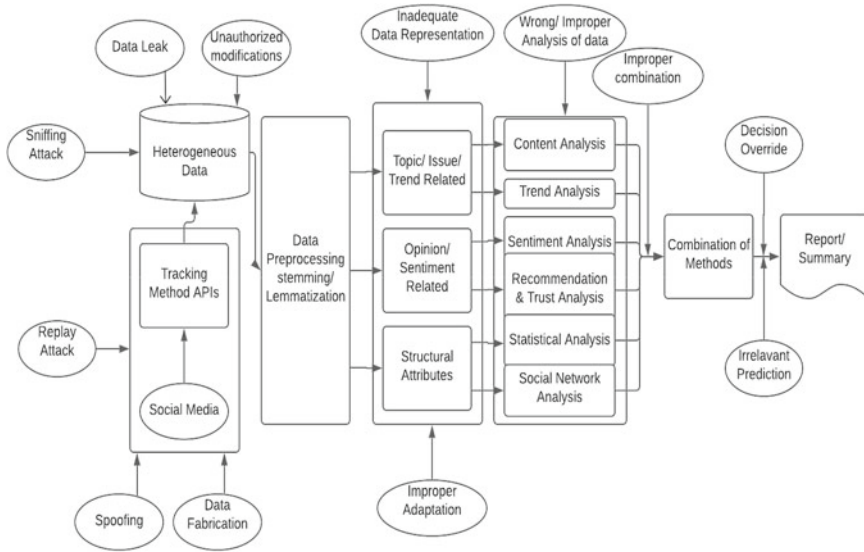 Data Leak
Unauthorized
modifications
Inadequate
Data Representation
Wrong/ Improper
Analysis of data
Improper
combination
Sniffing
Attack
Heterogeneous
Data
Decision
Override
Topic/ Issue/
Trend Related
Content Analysis
Trend Analysis
Data
Preprocessing
stemming/
Lemmatization
Opinion/
Sentiment
Related
Sentiment Analysis
Recommendation
& Trust Analysis
Combination of
Methods
Report/
Summary
Tracking
Method APIs
Replay
Attack
Structural
Attributes
Statistical Analysis
Social Network
Analysis
Irrelavant
Prediction
Social Media
Spoofing
Data
Fabrication
Improper
Adaptation